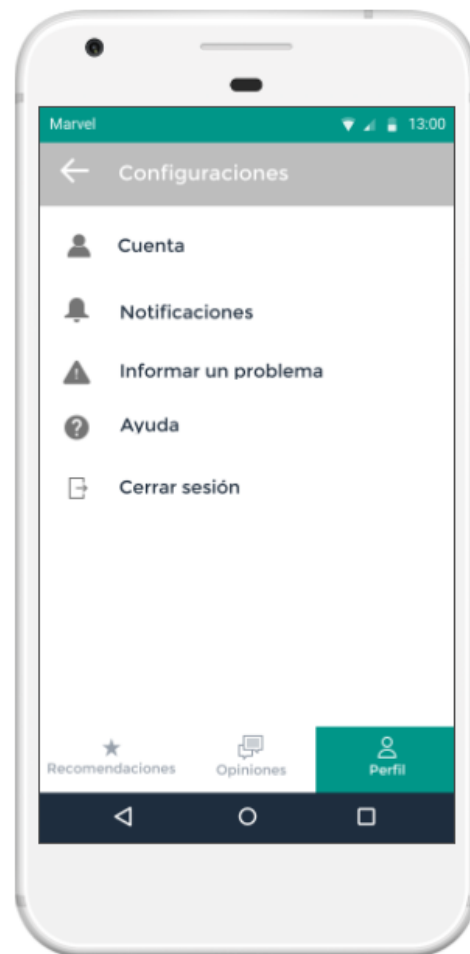 Marvel 13:00
Configuraciones
Cuenta
Notificaciones
Informar un problema
Ayuda
Cerrar sesión
Recomendaciones Opiniones Perfil